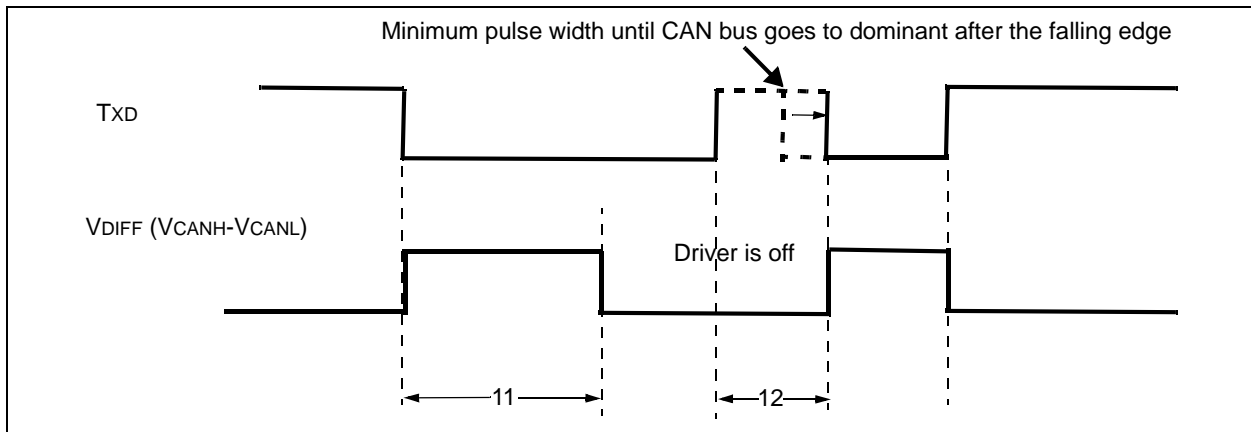 Minimum pulse width until CAN bus goes to dominant after the falling edge
TXD
VDIFF (VCANH-VCANL)
Driver is off
11
12